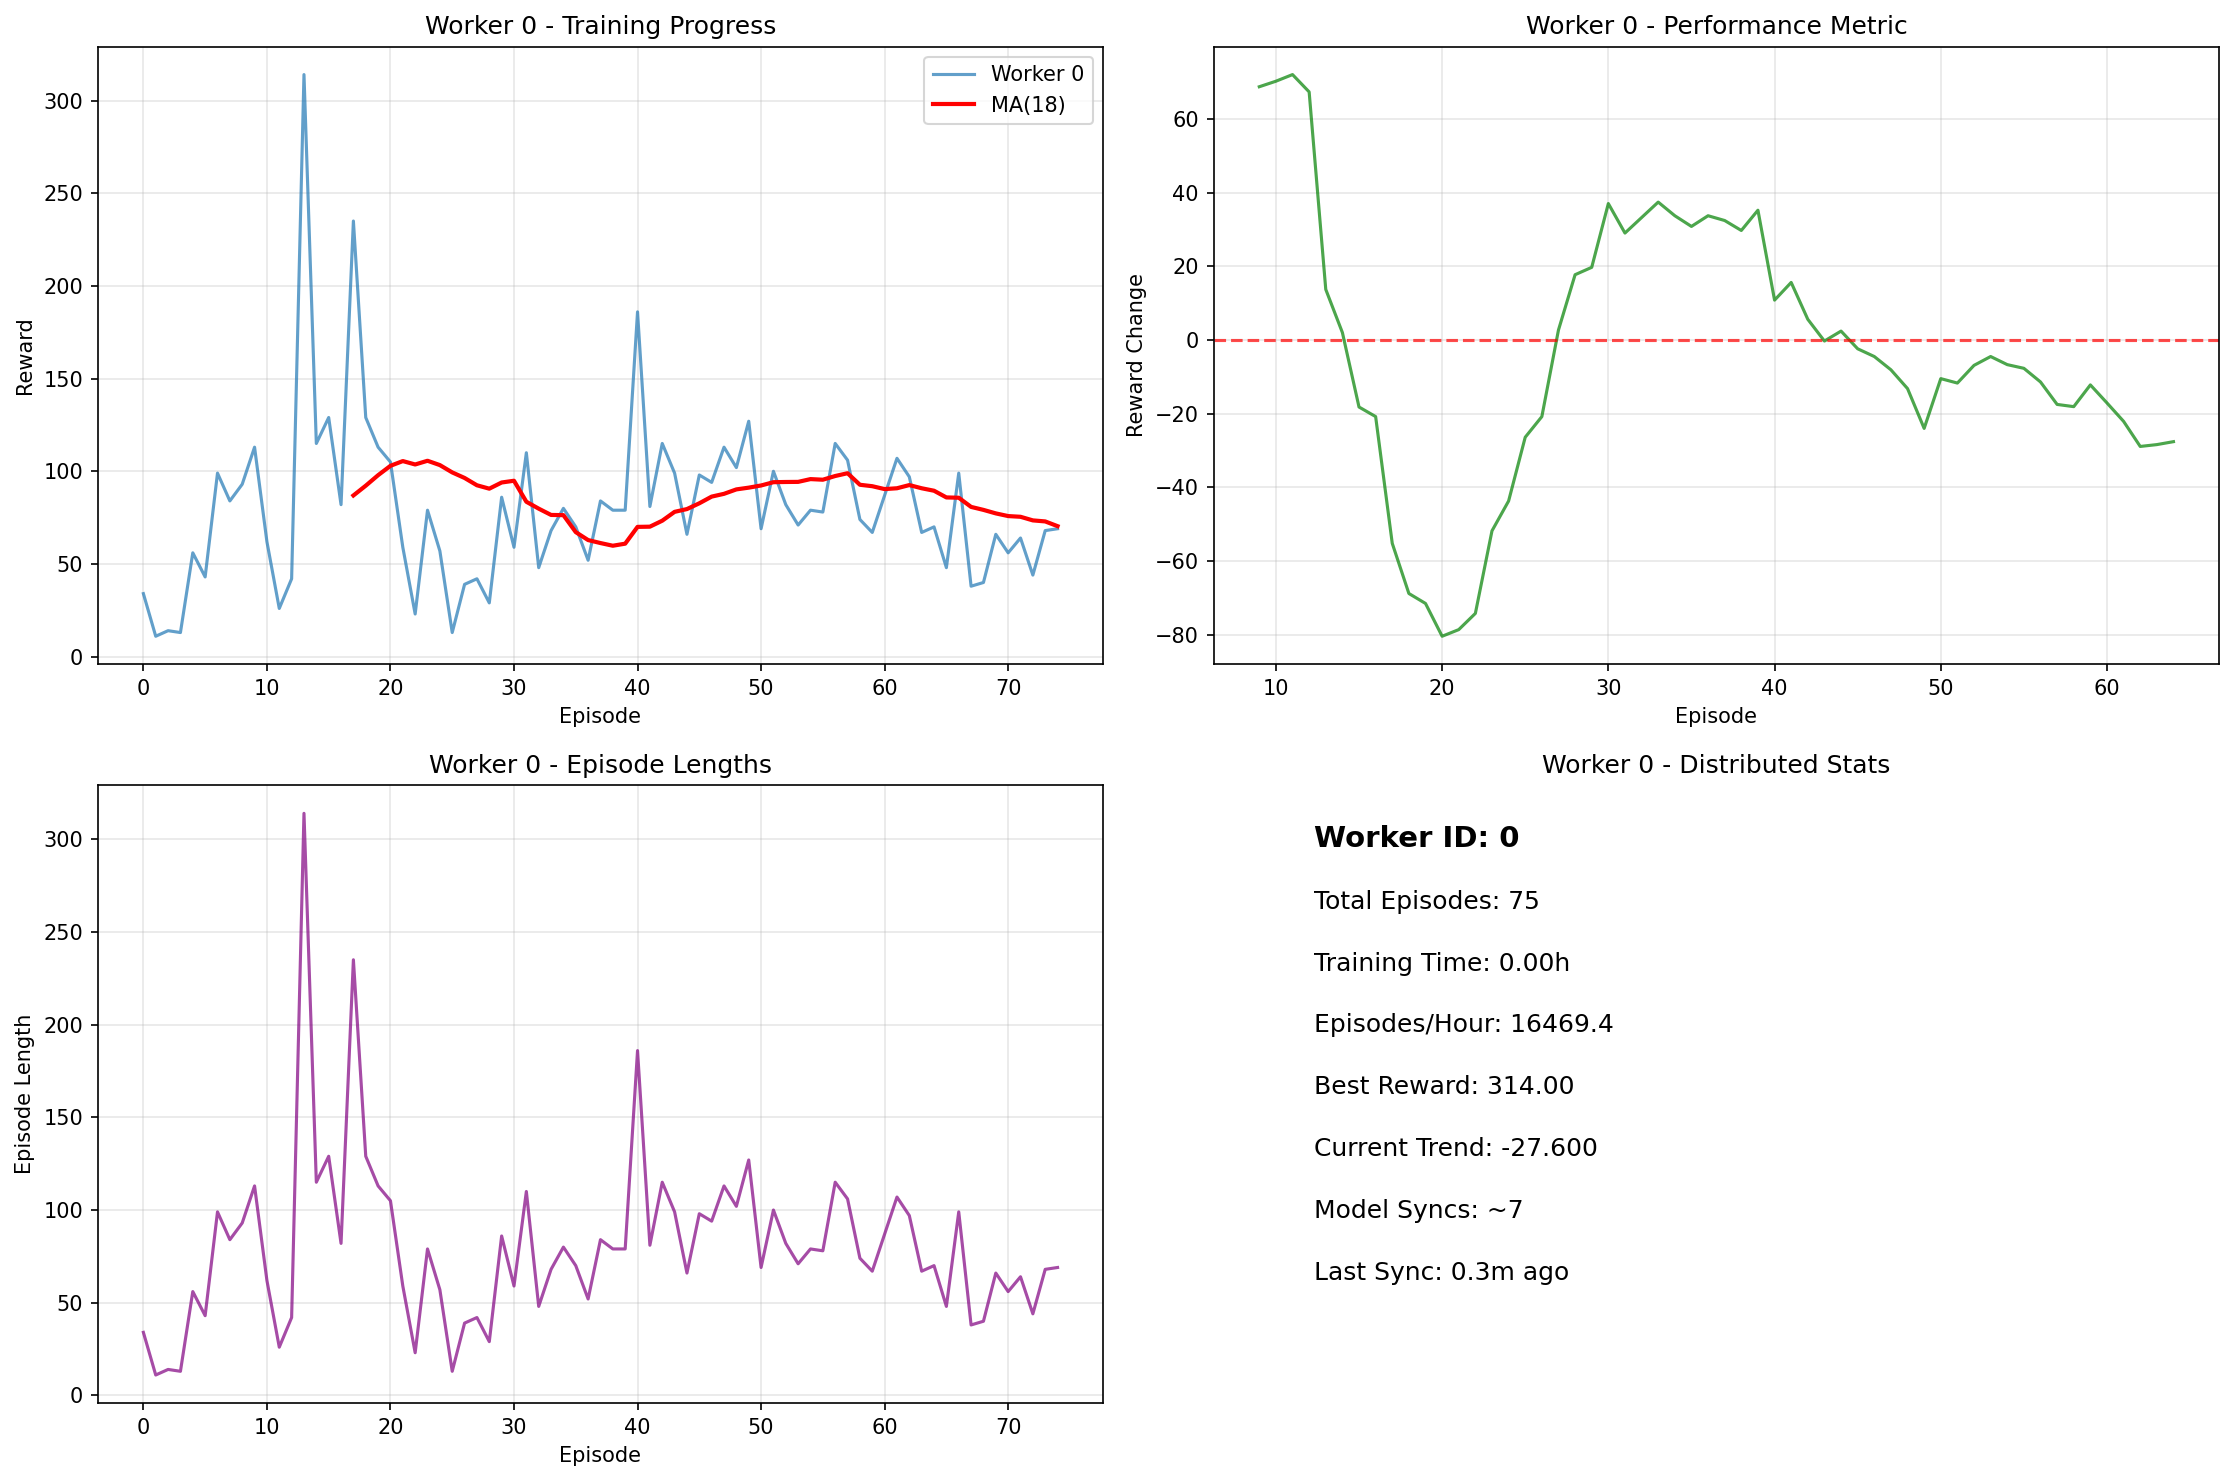 Worker 0 - Training Progress
Worker 0
MA(18)
300
250
200
150
100
50
0
Reward
0 10 20 30 40 50 60 70
Episode
Worker 0 - Performance Metric
60
40
20
0
−20
−40
−60
−80
Reward Change
10 20 30 40 50 60
Episode
Worker 0 - Episode Lengths
300
250
200
150
100
50
0
Episode Length
0 10 20 30 40 50 60 70
Episode
Worker 0 - Distributed Stats
Worker ID: 0
Total Episodes: 75
Training Time: 0.00h
Episodes/Hour: 16469.4
Best Reward: 314.00
Current Trend: -27.600
Model Syncs: ~7
Last Sync: 0.3m ago